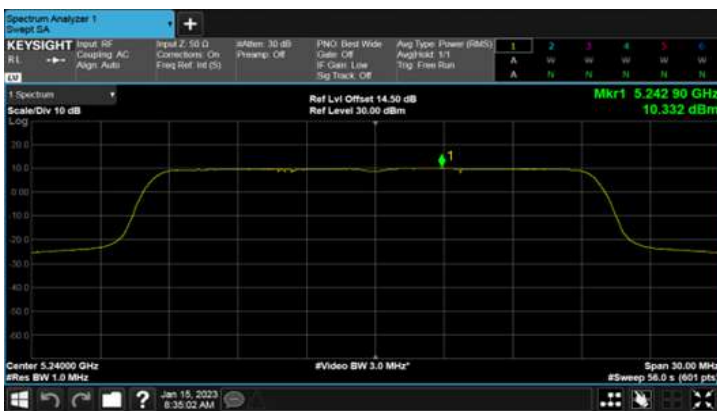 Spectrum Analyzer 1
Swept SA
+
KEYSIGHT
RL
Input: RF
Coupling: AC
Align: Auto
Input Z: 50 Ω
Corrections: On
Freq Ref: Int (S)
#Atten: 30 dB
Preamp: Off
PNO: Best Wide
Gate: Off
IF Gain: Low
Sig Track: Off
Avg Type: Power (RMS)
Avg|Hold: 1/1
Trig: Free Run
1 2 3 4 5 6
A W W W W W
A N N N N N
1 Spectrum
Scale/Div 10 dB
Ref Lvl Offset 14.50 dB
Ref Level 30.00 dBm
Mkr1 5.242 90 GHz
10.332 dBm
Log
20.0
10.0
0.00
-10.0
-20.0
-30.0
-40.0
-50.0
-60.0
1
Center 5.24000 GHz
#Res BW 1.0 MHz
#Video BW 3.0 MHz*
Span 30.00 MHz
#Sweep 56.0 s (601 pts)
?
Jan 15, 2023
8:35:02 AM